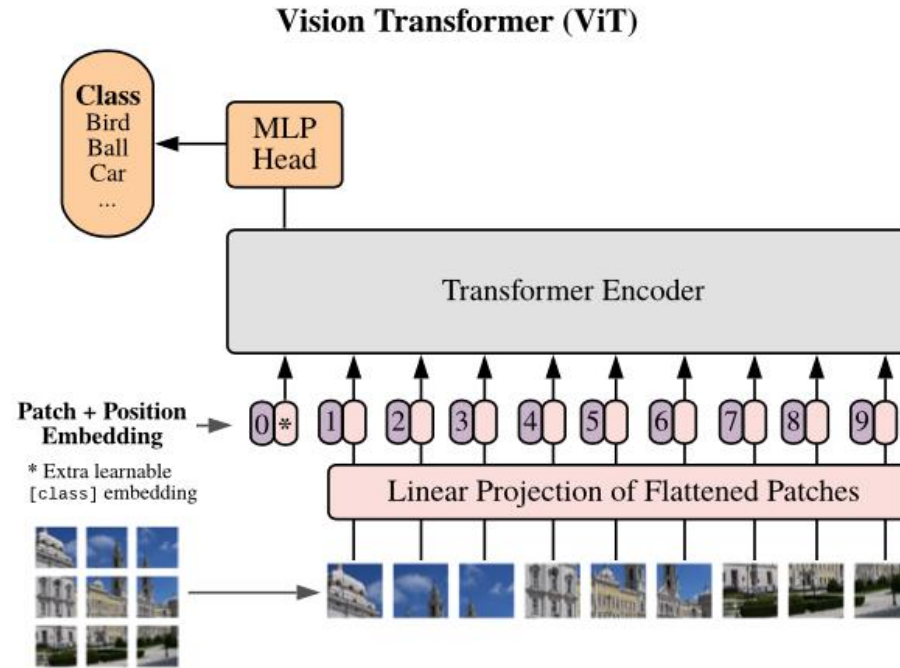 Vision Transformer (ViT)
Class
Bird
Ball
Car
...
MLP
Head
Transformer Encoder
Patch + Position
Embedding
0 * 1 2 3 4 5 6 7 8 9
* Extra learnable
[class] embedding
Linear Projection of Flattened Patches